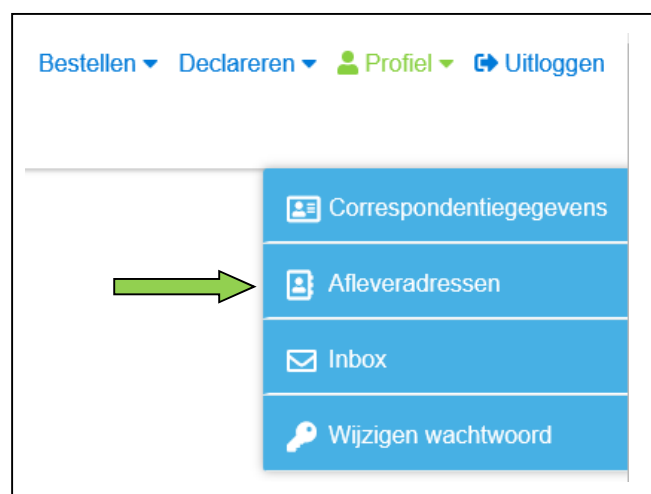 Bestellen Declareren Profiel Uitloggen
Correspondentiegegevens
Afleveradressen
Inbox
Wijzigen wachtwoord